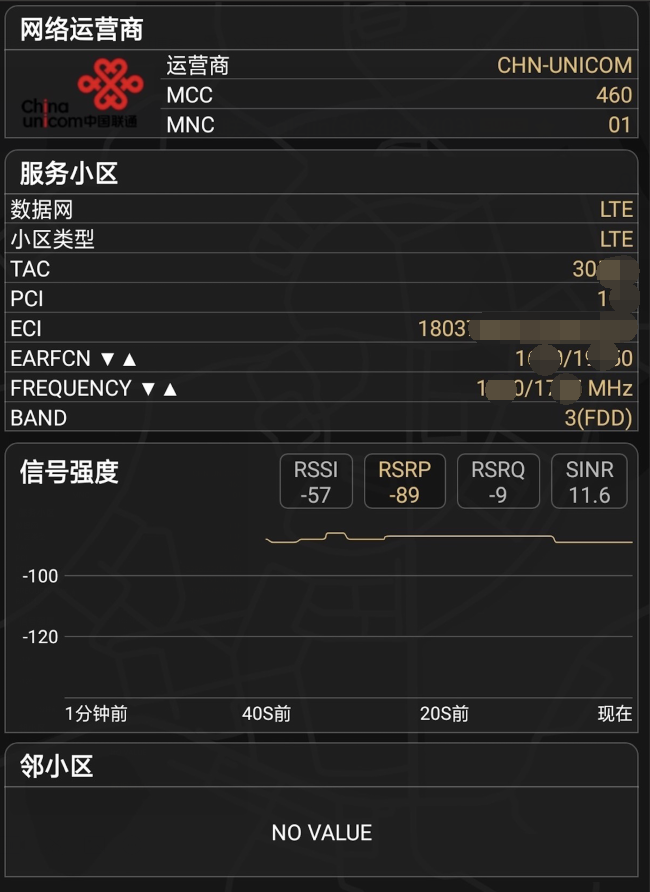 网络运营商
China
unicom中国联通
运营商 CHN-UNICOM
MCC 460
MNC 01
服务小区
数据网 LTE
小区类型 LTE
TAC 30
PCI 1
ECI 1803
EARFCN ▼▲
FREQUENCY ▼▲ MHz
BAND 3(FDD)
信号强度
RSSI RSRP RSRQ SINR
-57 -89 -9 11.6
-100
-120
1分钟前 40S前 20S前 现在
邻小区
NO VALUE